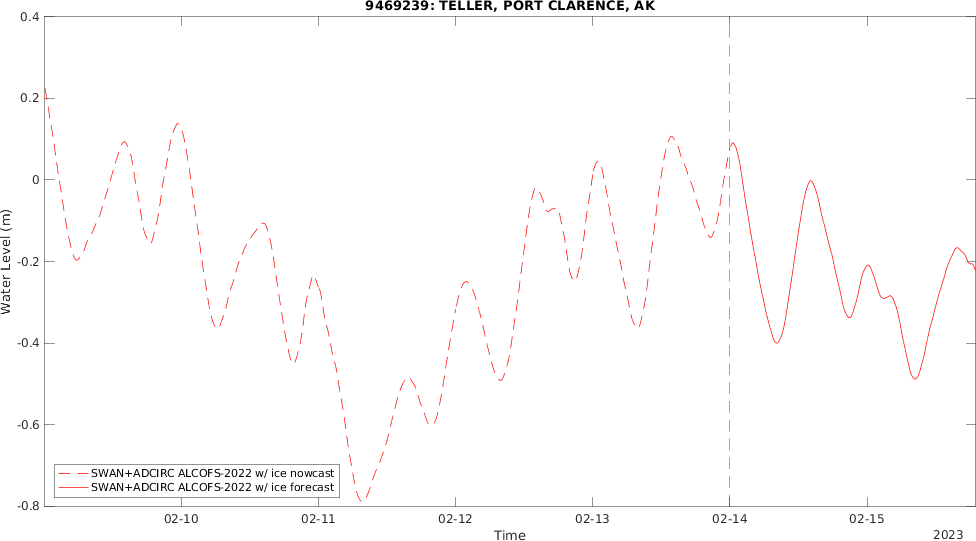 9469239: TELLER, PORT CLARENCE, AK
0.4
0.2
0
-0.2
-0.4
-0.6
-0.8
Water Level (m)
SWAN+ADCIRC ALCOFS-2022 w/ ice nowcast
SWAN+ADCIRC ALCOFS-2022 w/ ice forecast
02-10 02-11 02-12 02-13 02-14 02-15
Time
2023